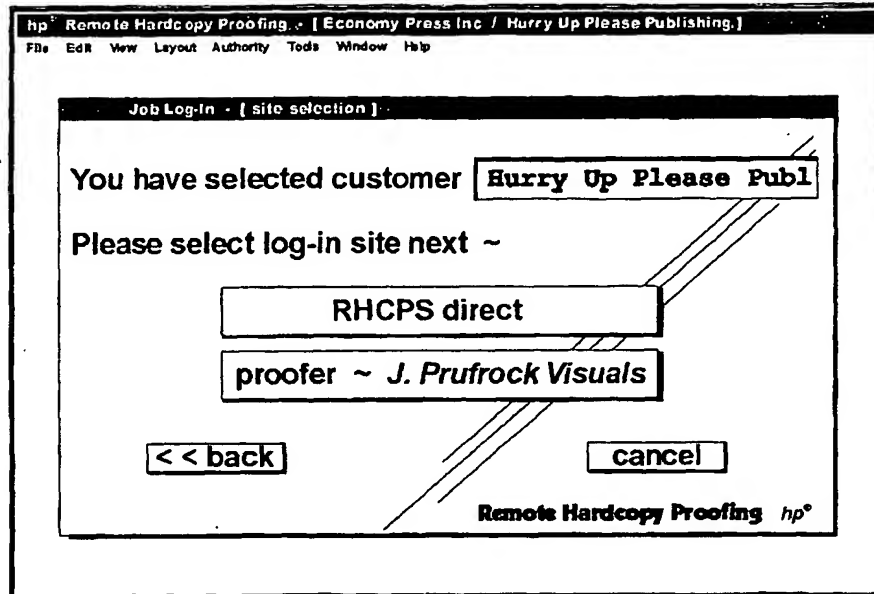 hp° Remote Hardcopy Proofing - [ Economy Press Inc / Hurry Up Please Publishing.]
File Edit View Layout Authority Tools Window Help
Job Log-In - [ site selection ]
You have selected customer Hurry Up Please Publ
Please select log-in site next ~
RHCPS direct
proofer ~ J. Prufrock Visuals
< < back
cancel
Remote Hardcopy Proofing hp°